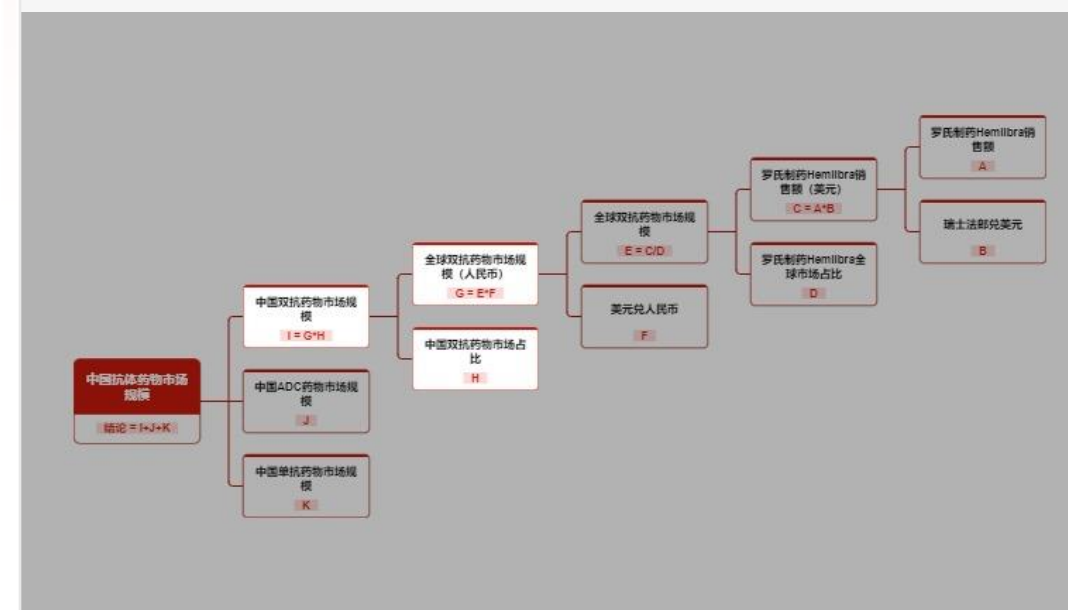 罗氏制药Hemlibra销
售额
A
罗氏制药Hemlibra销
售额（美元）
C = A*B
全球双抗药物市场规
模
E = C/D
瑞士法郎兑美元
B
全球双抗药物市场规
模（人民币）
G = E*F
罗氏制药Hemlibra全
球市场占比
D
中国双抗药物市场规
模
I = G*H
美元兑人民币
F
中国双抗药物市场占
比
H
中国抗体药物市场
规模
结论 = I+J+K
中国ADC药物市场规
模
J
中国单抗药物市场规
模
K